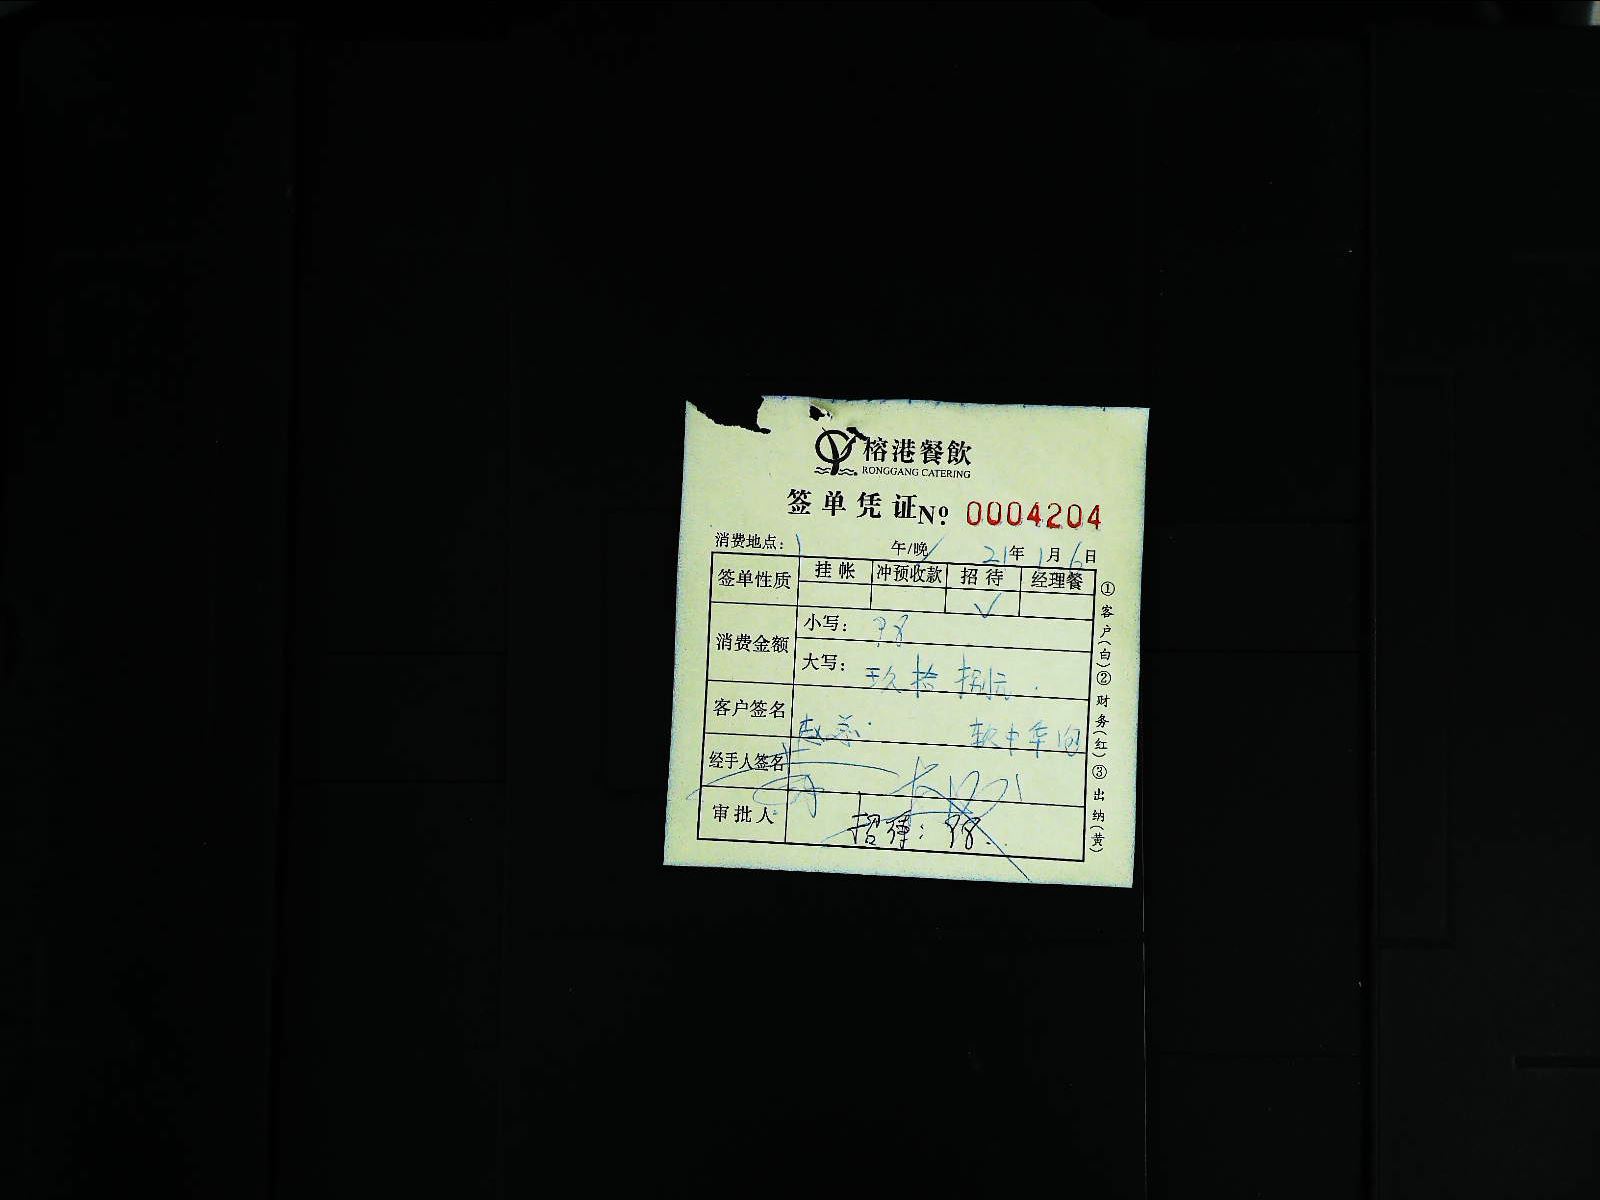 榕港餐飲
RONGGANG CATERING
签单凭证 Nº 0004204
消费地点： 午/晚 21年1月6日
签单性质 挂帐 冲预收款 招待 经理餐
√
消费金额 小写： 98
大写： 玖拾捌元.
客户签名
经手人签名
审批人 招待：98.
①客户(白)②财务(红)③出纳(黄)